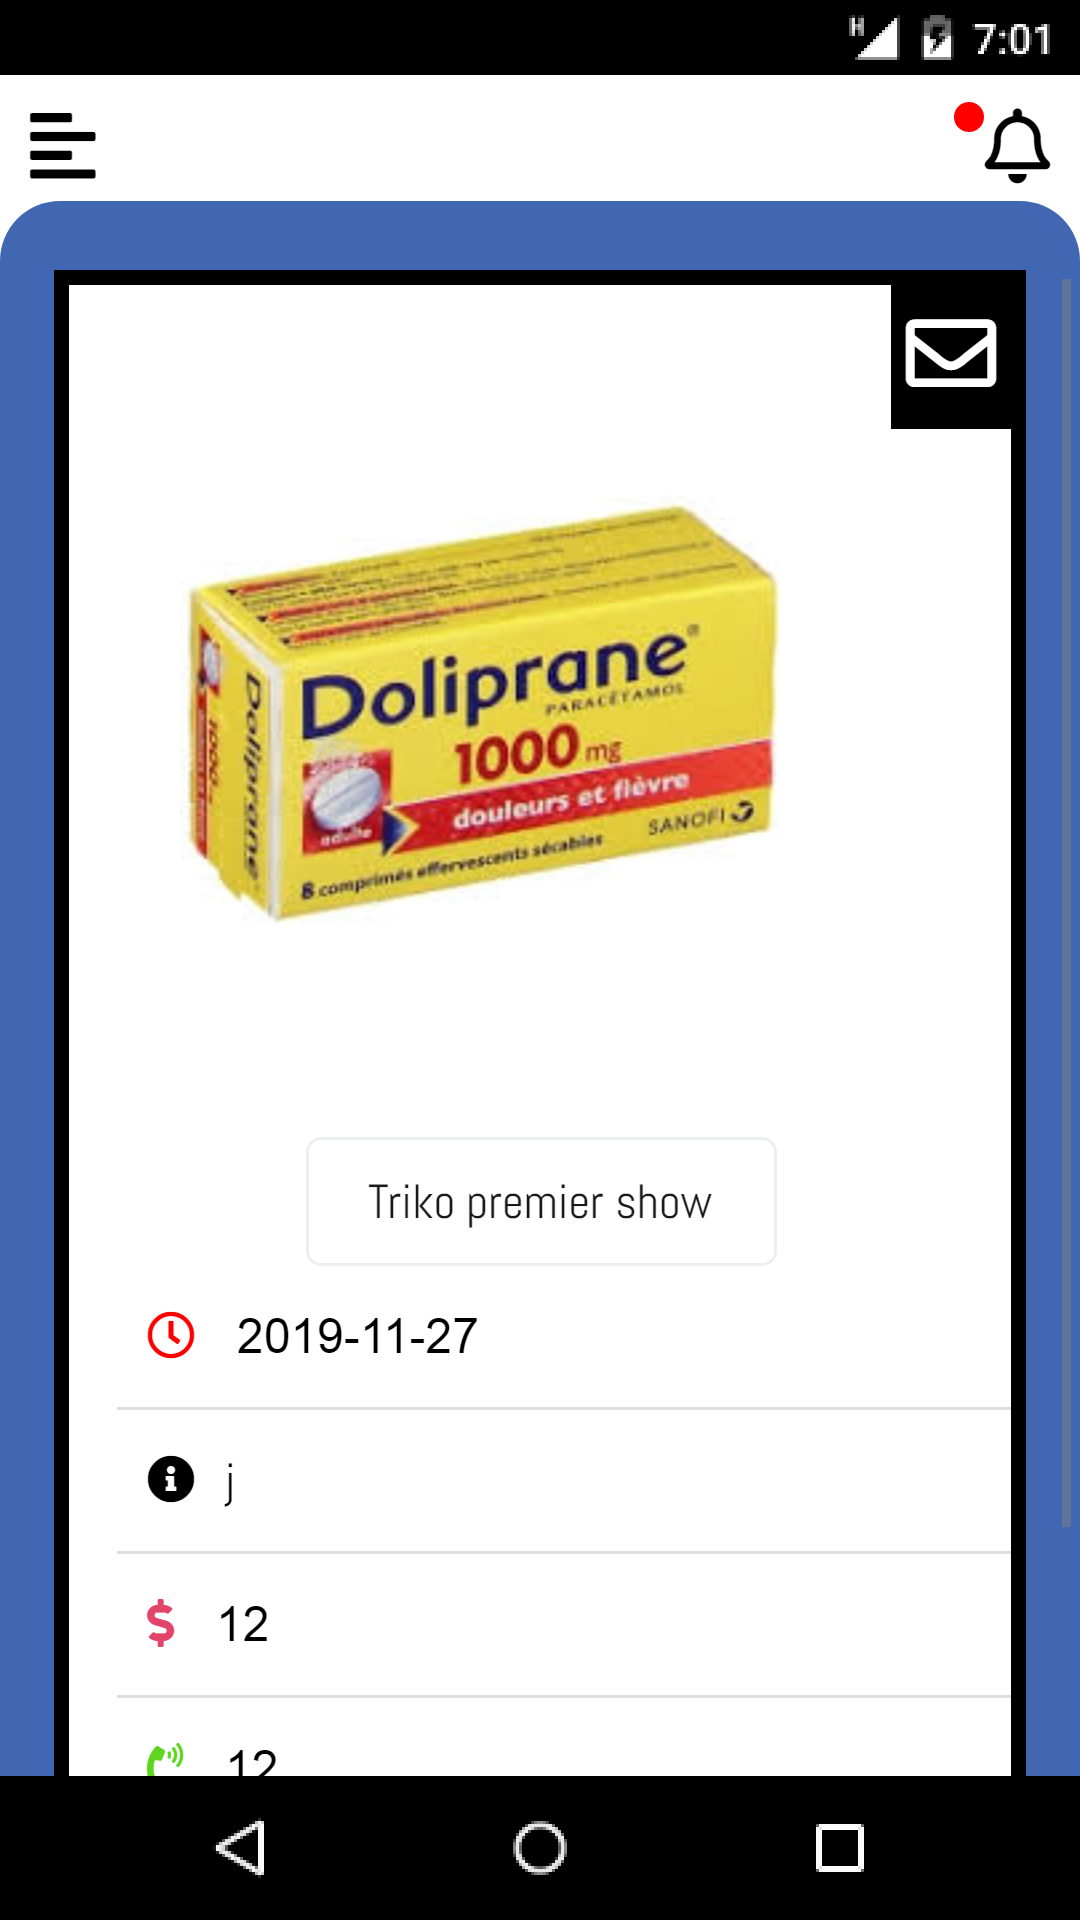 H 7:01
Doliprane®
PARACÉTAMOL
1000 mg
douleurs et fièvre
SANOFI
8 comprimés effervescents sécables
adulte
Doliprane
1000
Triko premier show
2019-11-27
j
12
12